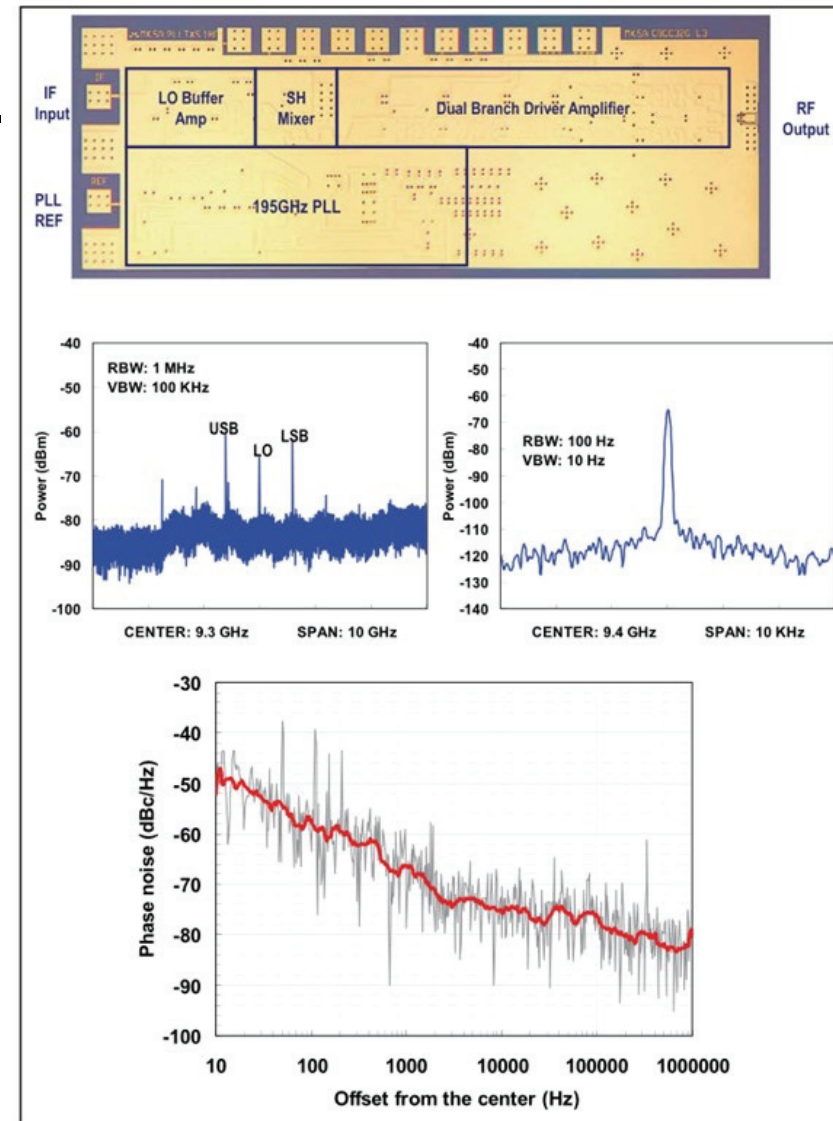 IF
Input
PLL
REF
IF
REF
LO Buffer
Amp
SH
Mixer
Dual Branch Driver Amplifier
195GHz PLL
RF
Output
-40
-50
-60
-70
-80
-90
-100
Power (dBm)
RBW: 1 MHz
VBW: 100 KHz
USB
LO
LSB
CENTER: 9.3 GHz SPAN: 10 GHz
-40
-50
-60
-70
-80
-90
-100
-110
-120
-130
-140
Power (dBm)
RBW: 100 Hz
VBW: 10 Hz
CENTER: 9.4 GHz SPAN: 10 KHz
-30
-40
-50
-60
-70
-80
-90
-100
Phase noise (dBc/Hz)
10 100 1000 10000 100000 1000000
Offset from the center (Hz)